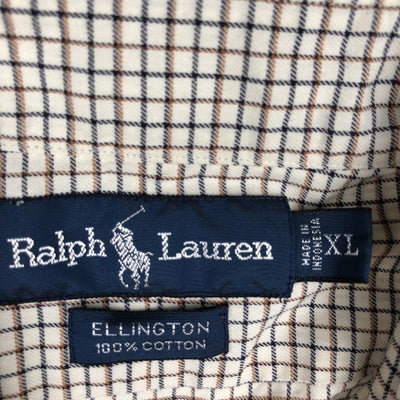 Ralph Lauren
MADE IN
INDONESIA
XL
ELLINGTON
100% COTTON